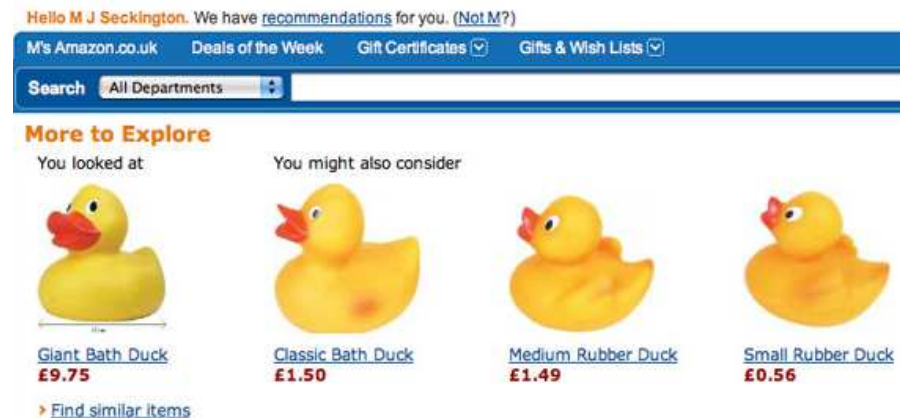 Hello M J Seckington. We have recommendations for you. (Not M?)
M's Amazon.co.uk Deals of the Week Gift Certificates Gifts & Wish Lists
Search All Departments
More to Explore
You looked at You might also consider
Giant Bath Duck Classic Bath Duck Medium Rubber Duck Small Rubber Duck
£9.75 £1.50 £1.49 £0.56
Find similar items